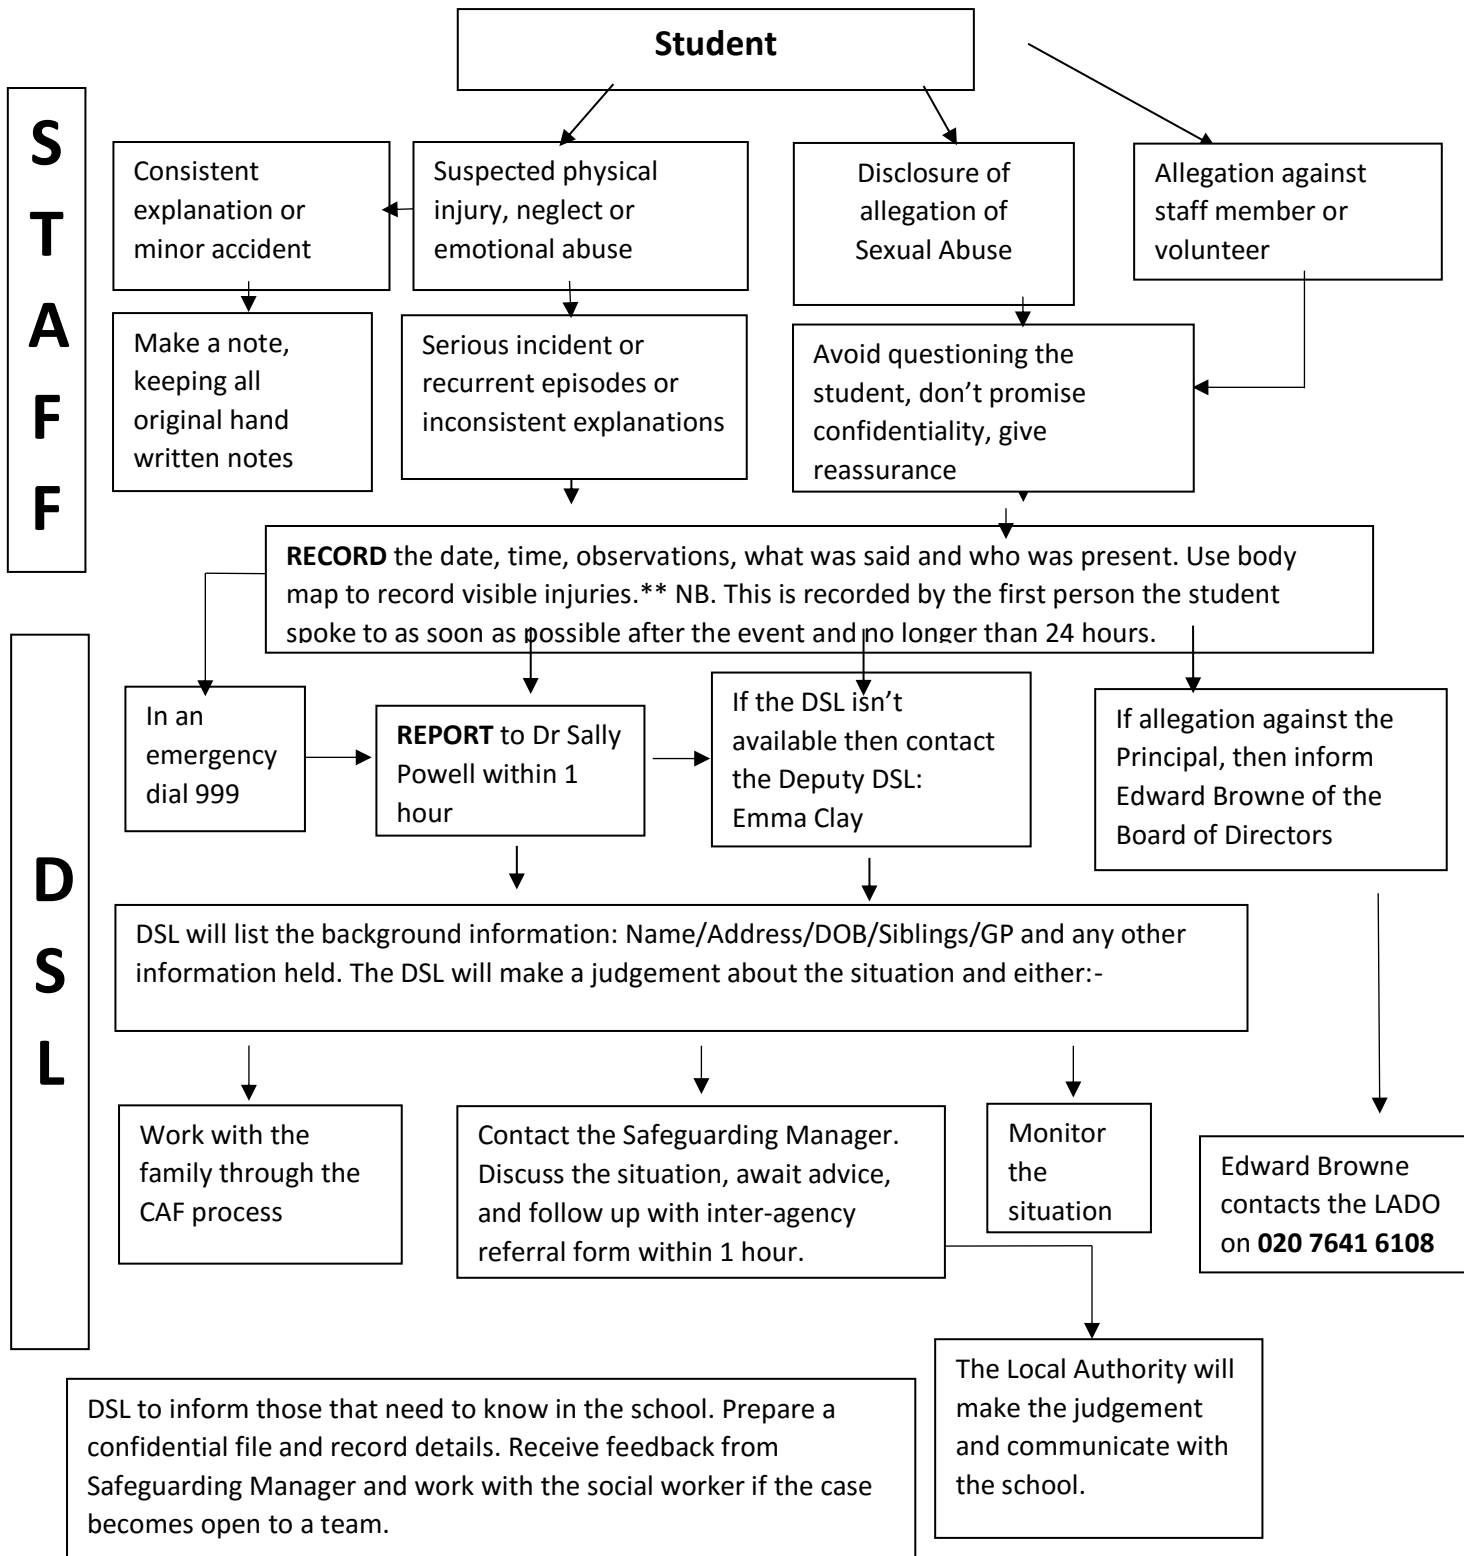 Student
S
T
A
F
F
Consistent
explanation or
minor accident
Suspected physical
injury, neglect or
emotional abuse
Disclosure of
allegation of
Sexual Abuse
Allegation against
staff member or
volunteer
Make a note,
keeping all
original hand
written notes
Serious incident or
recurrent episodes or
inconsistent explanations
Avoid questioning the
student, don’t promise
confidentiality, give
reassurance
RECORD the date, time, observations, what was said and who was present. Use body
map to record visible injuries.** NB. This is recorded by the first person the student
spoke to as soon as possible after the event and no longer than 24 hours.
D
S
L
In an
emergency
dial 999
REPORT to Dr Sally
Powell within 1
hour
If the DSL isn’t
available then contact
the Deputy DSL:
Emma Clay
If allegation against the
Principal, then inform
Edward Browne of the
Board of Directors
DSL will list the background information: Name/Address/DOB/Siblings/GP and any other
information held. The DSL will make a judgement about the situation and either:-
Work with the
family through the
CAF process
Contact the Safeguarding Manager.
Discuss the situation, await advice,
and follow up with inter-agency
referral form within 1 hour.
Monitor
the
situation
Edward Browne
contacts the LADO
on 020 7641 6108
The Local Authority will
make the judgement
and communicate with
the school.
DSL to inform those that need to know in the school. Prepare a
confidential file and record details. Receive feedback from
Safeguarding Manager and work with the social worker if the case
becomes open to a team.